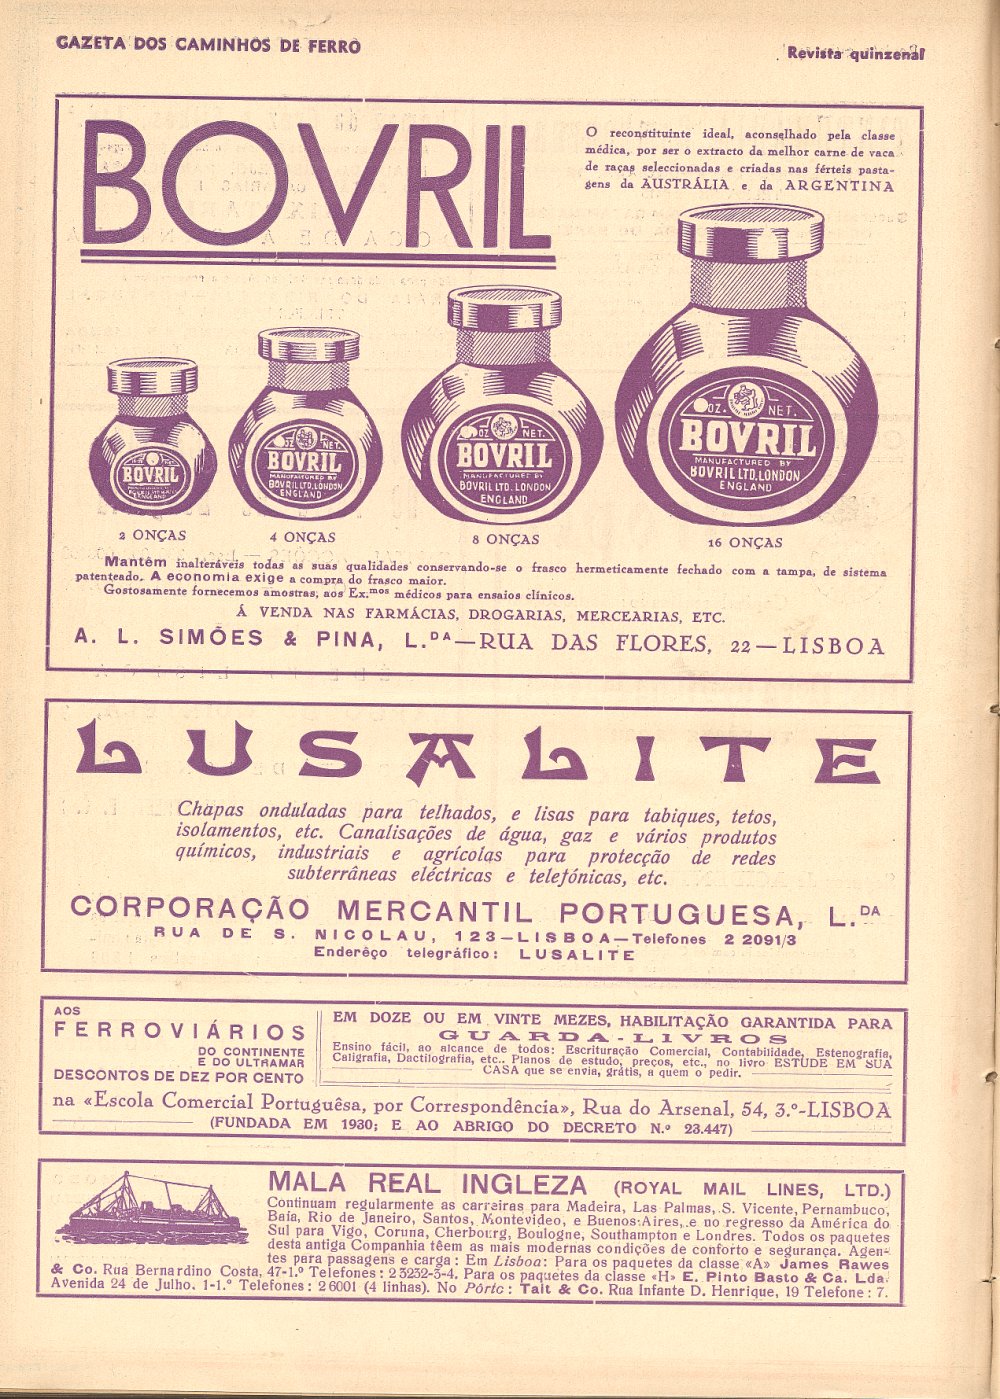 GAZETA DOS CAMINHOS DE FERRO
Revista quinzenal
BOVRIL
O reconstituinte ideal, aconselhado pela classe
médica, por ser o extracto da melhor carne de vaca
de raças seleccionadas e criadas nas férteis pasta-
gens da AUSTRÁLIA e da ARGENTINA
BOVRIL
OZ. NET.
BOVRIL
MANUFACTURED BY
BOVRIL LTD. LONDON
ENGLAND
OZ NET.
BOVRIL
MANUFACTURED BY
BOVRIL LTD. LONDON
ENGLAND
OZ. NET.
BOVRIL
MANUFACTURED BY
BOVRIL LTD. LONDON
ENGLAND
2 ONÇAS
4 ONÇAS
8 ONÇAS
16 ONÇAS
Mantêm inalteráveis todas as suas qualidades conservando-se o frasco hermeticamente fechado com a tampa, de sistema
patenteado. A economia exige a compra do frasco maior.
Gostosamente fornecemos amostras, aos Ex.mos médicos para ensaios clínicos.
Á VENDA NAS FARMÁCIAS, DROGARIAS, MERCEARIAS, ETC.
A. L. SIMÕES & PINA, L.DA—RUA DAS FLORES, 22—LISBOA
LUSALITE
Chapas onduladas para telhados, e lisas para tabiques, tetos,
isolamentos, etc. Canalisações de água, gaz e vários produtos
químicos, industriais e agrícolas para protecção de redes
subterrâneas eléctricas e telefónicas, etc.
CORPORAÇÃO MERCANTIL PORTUGUESA, L.DA
RUA DE S. NICOLAU, 123—LISBOA—Telefones 2 2091/3
Enderêço telegráfico: LUSALITE
AOS
FERROVIÁRIOS
DO CONTINENTE
E DO ULTRAMAR
DESCONTOS DE DEZ POR CENTO
EM DOZE OU EM VINTE MEZES, HABILITAÇÃO GARANTIDA PARA
GUARDA-LIVROS
Ensino fácil, ao alcance de todos: Escrituração Comercial, Contabilidade, Estenografia,
Caligrafia, Dactilografia, etc.. Planos de estudo, preços, etc., no livro ESTUDE EM SUA
CASA que se envia, grátis, a quem o pedir.
na «Escola Comercial Portuguêsa, por Correspondência», Rua do Arsenal, 54, 3.º-LISBOA
(FUNDADA EM 1930; E AO ABRIGO DO DECRETO N.º 23.447)
MALA REAL INGLEZA (ROYAL MAIL LINES, LTD.)
Continuam regularmente as carreiras para Madeira, Las Palmas, S. Vicente, Pernambuco,
Baía, Rio de Janeiro, Santos, Montevideo, e Buenos-Aires, e no regresso da América do
Sul para Vigo, Coruna, Cherbourg, Boulogne, Southampton e Londres. Todos os paquetes
desta antiga Companhia têem as mais modernas condições de conforto e segurança. Agen-
tes para passagens e carga: Em Lisboa: Para os paquetes da classe «A» James Rawes
& Co. Rua Bernardino Costa, 47-1.º Telefones: 23232-3-4. Para os paquetes da classe «H» E. Pinto Basto & Ca. Lda.
Avenida 24 de Julho. 1-1.º Telefones: 26001 (4 linhas). No Pôrto: Tait & Co. Rua Infante D. Henrique, 19 Telefone: 7.